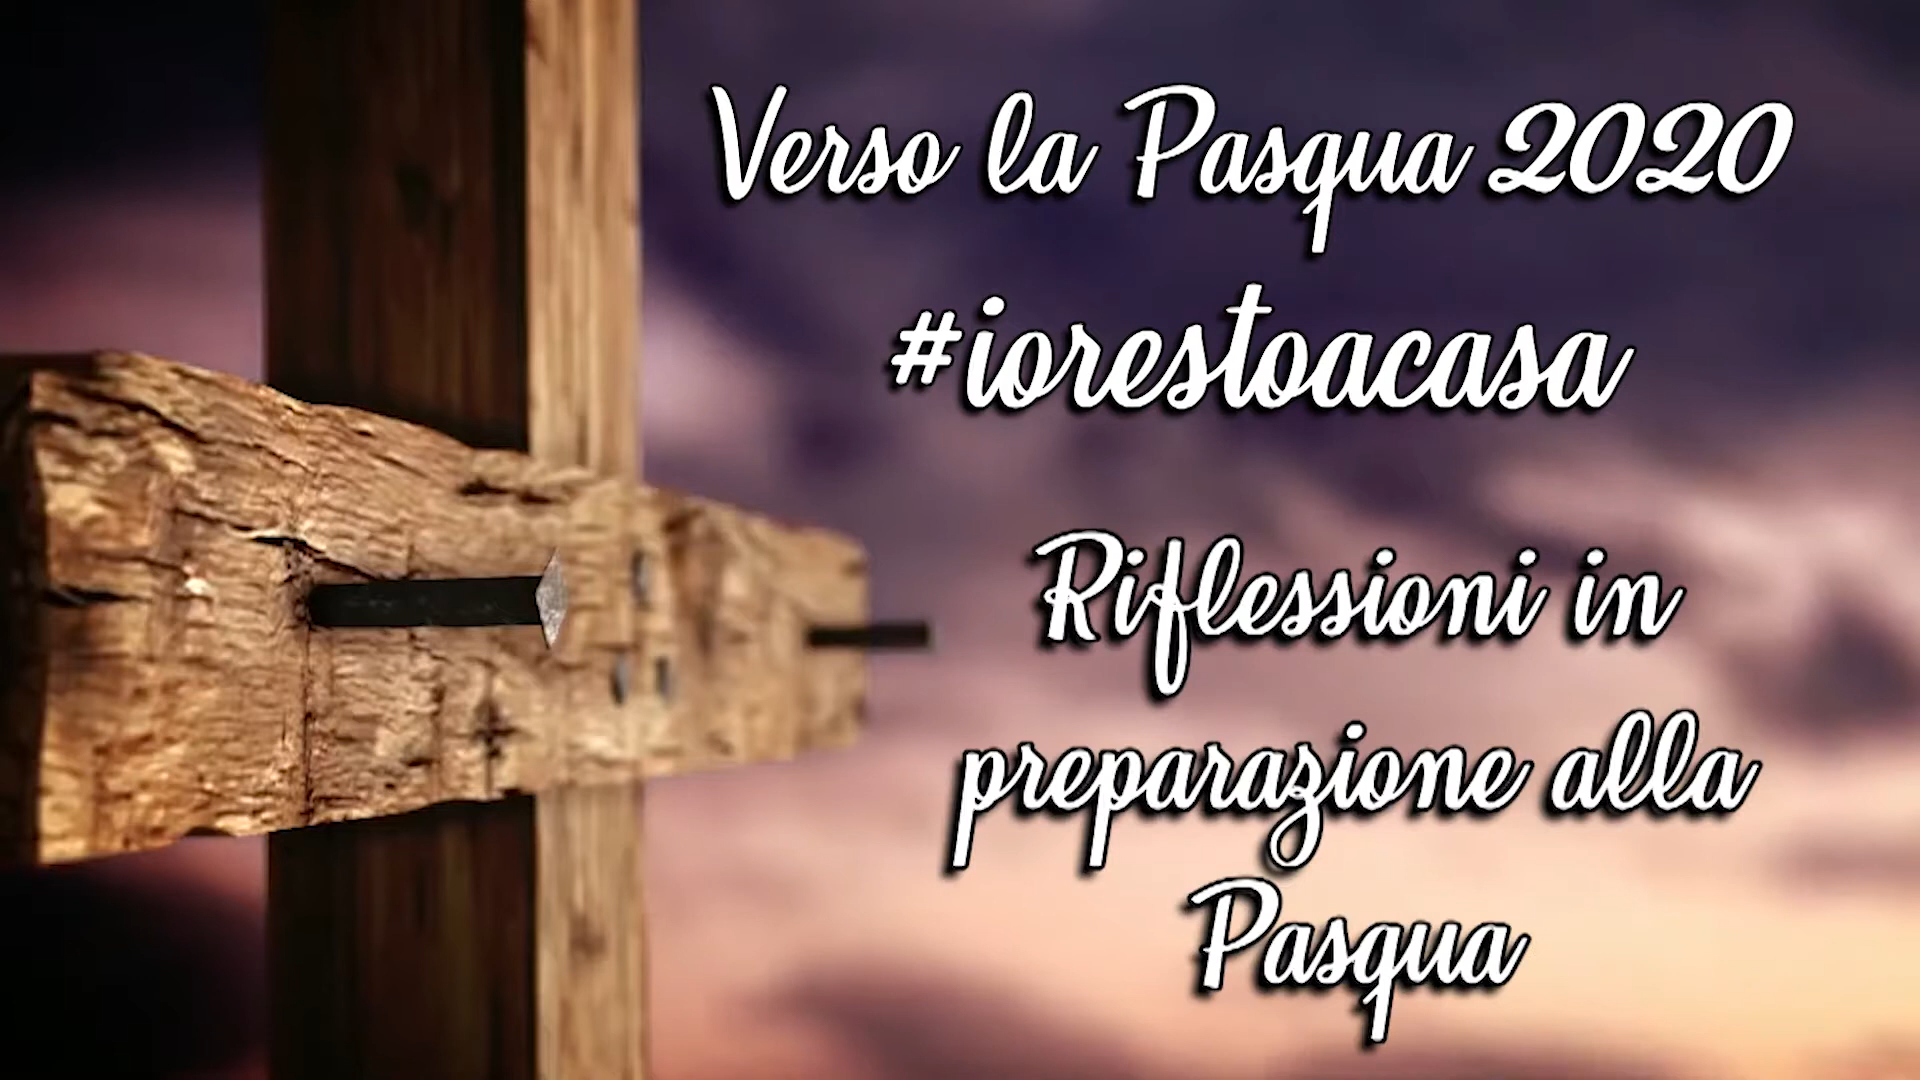 Verso la Pasqua 2020
#iorestoacasa
Riflessioni in
preparazione alla
Pasqua